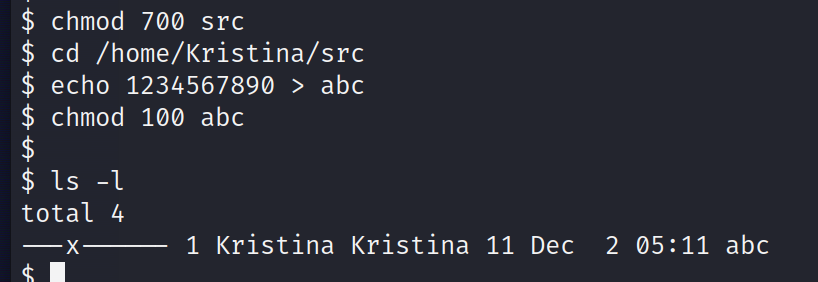 $ chmod 700 src
$ cd /home/Kristina/src
$ echo 1234567890 > abc
$ chmod 100 abc
$
$ ls -l
total 4
---x------ 1 Kristina Kristina 11 Dec  2 05:11 abc
$